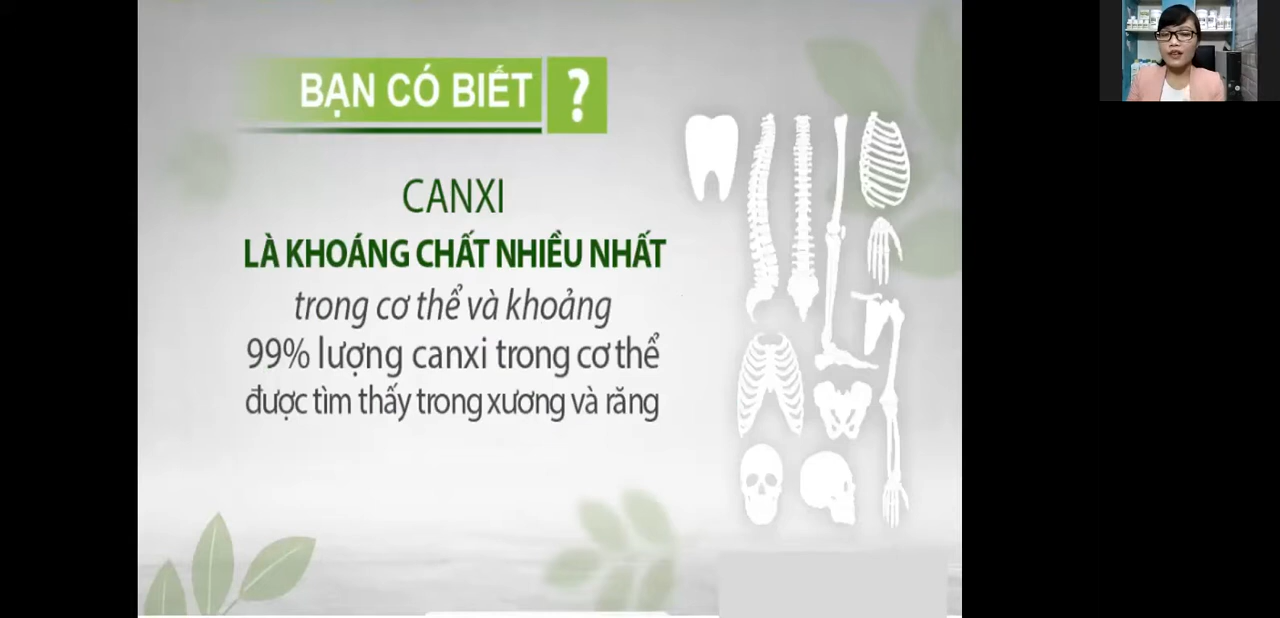 BẠN CÓ BIẾT ?
CANXI
LÀ KHOÁNG CHẤT NHIỀU NHẤT
trong cơ thể và khoảng
99% lượng canxi trong cơ thể
được tìm thấy trong xương và răng